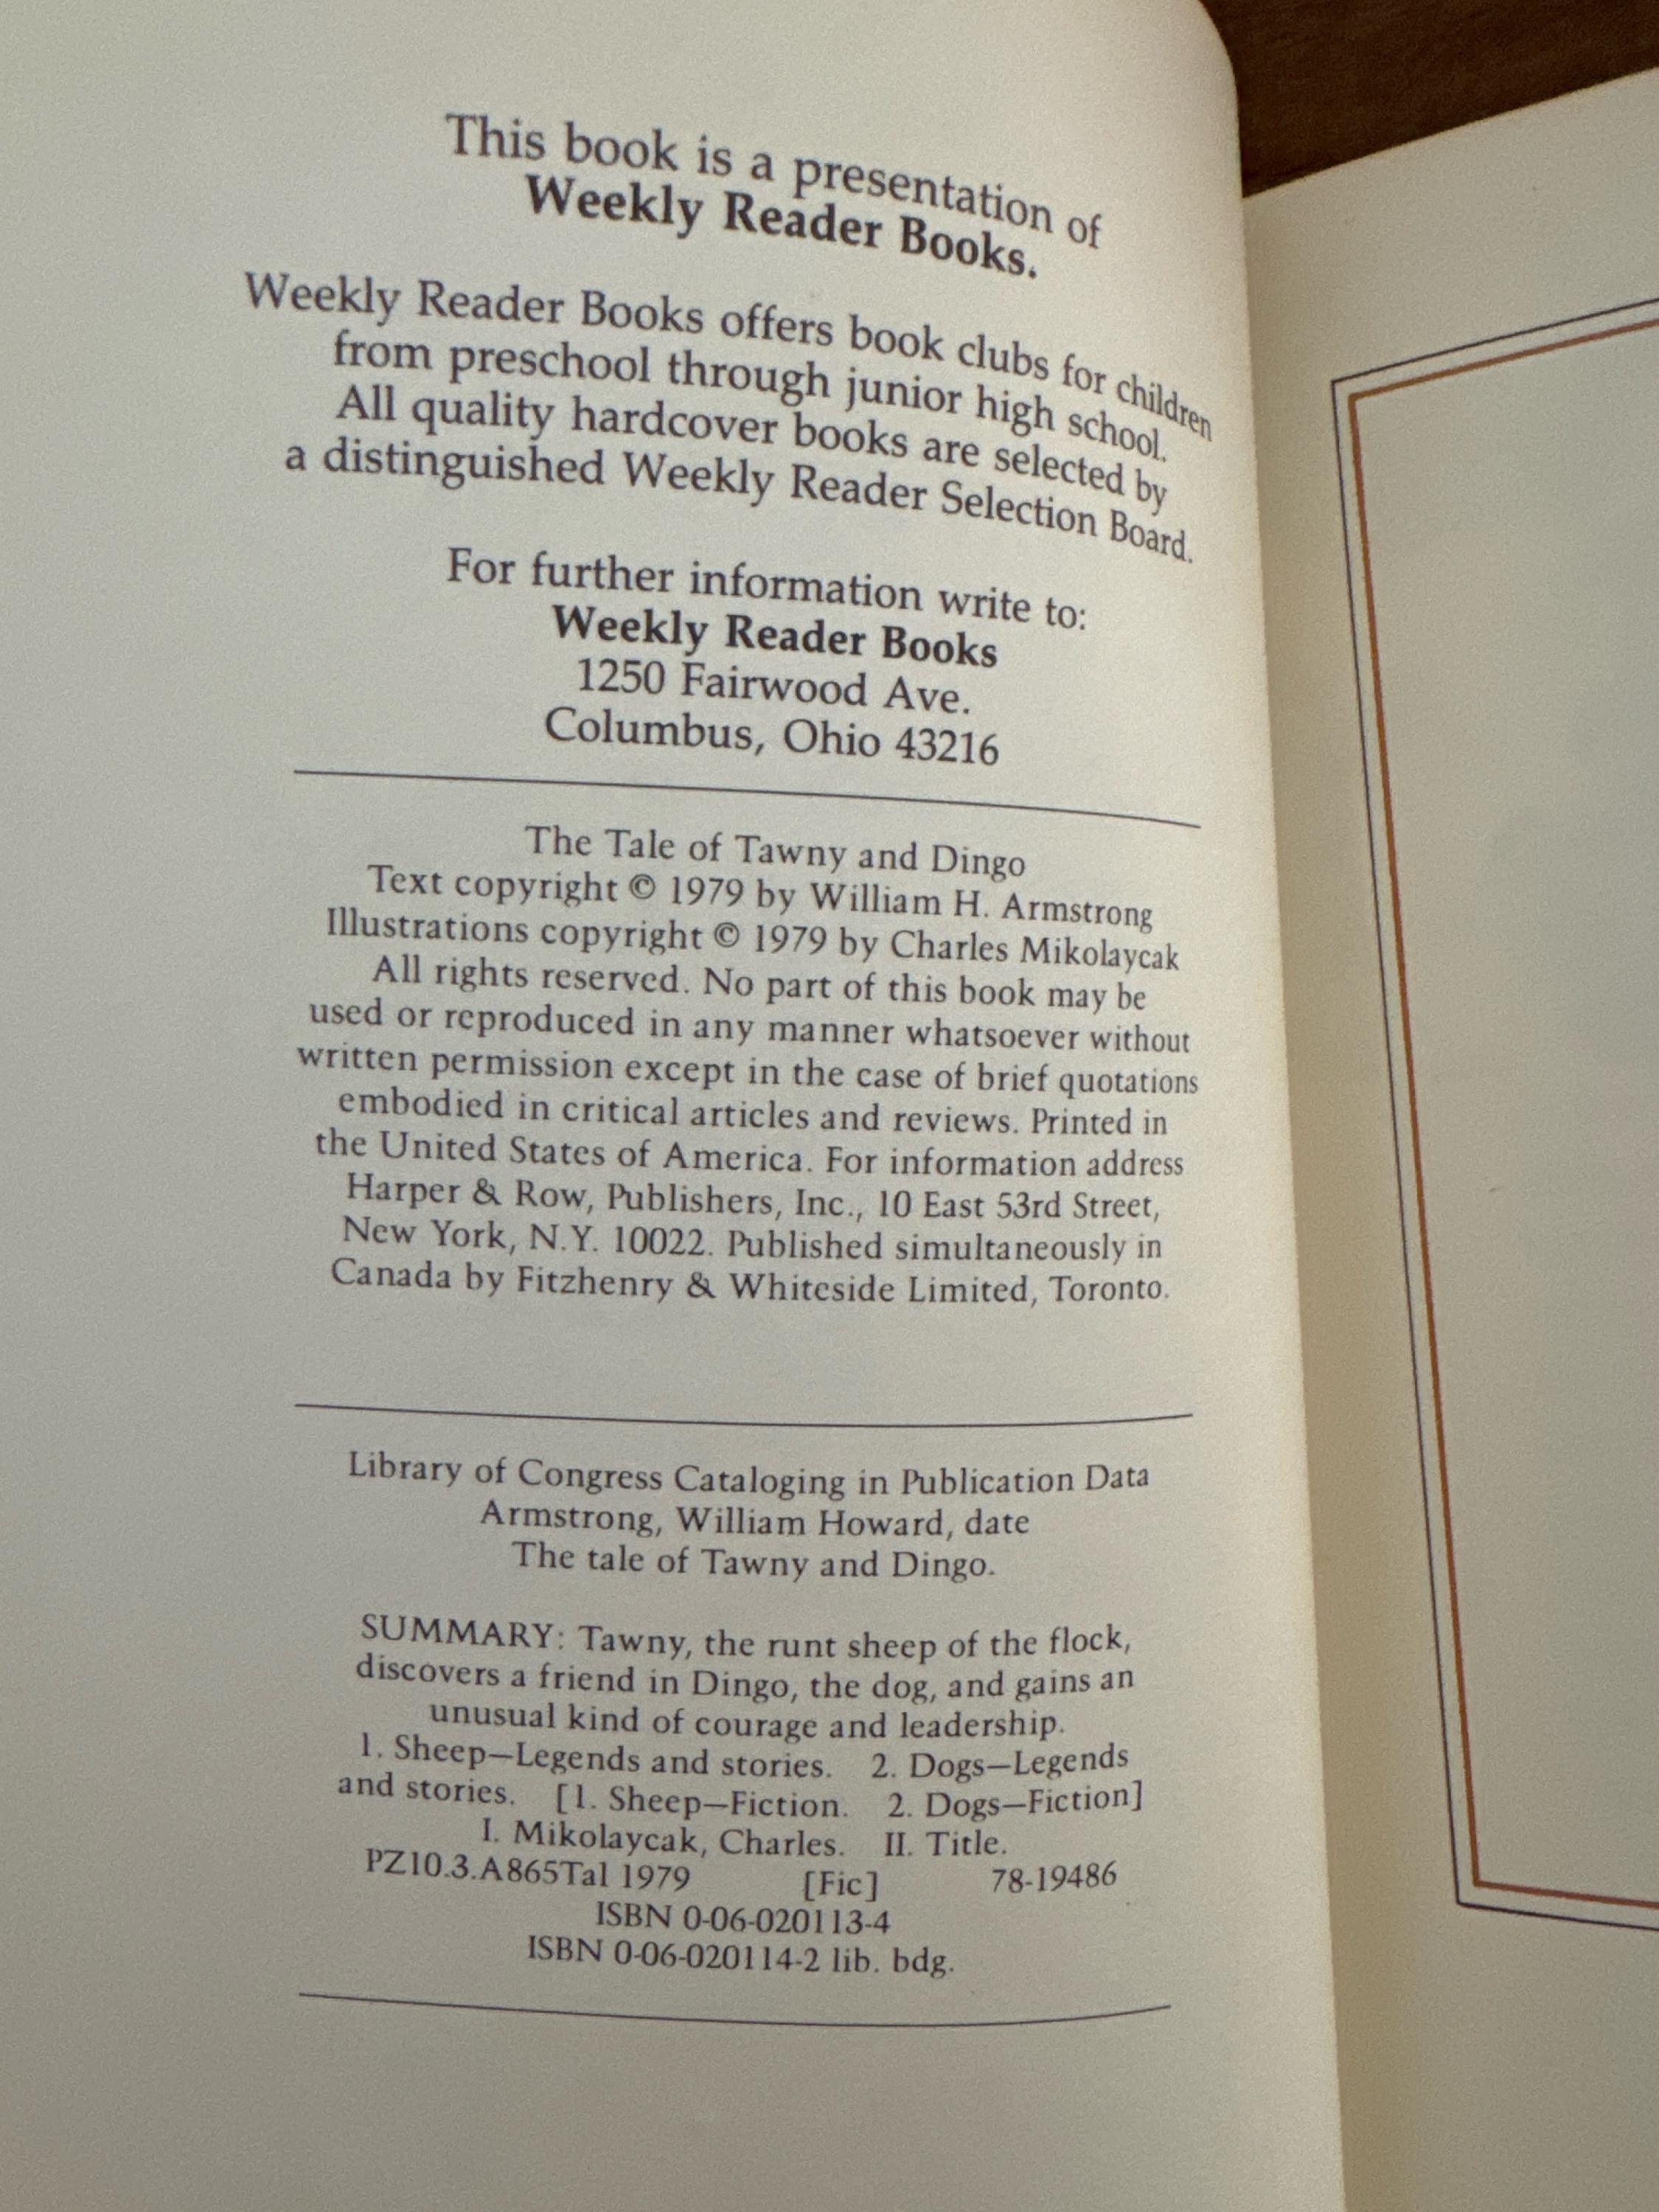 This book is a presentation of
Weekly Reader Books.
Weekly Reader Books offers book clubs for children
from preschool through junior high school.
All quality hardcover books are selected by
a distinguished Weekly Reader Selection Board.
For further information write to:
Weekly Reader Books
1250 Fairwood Ave.
Columbus, Ohio 43216
The Tale of Tawny and Dingo
Text copyright © 1979 by William H. Armstrong
Illustrations copyright © 1979 by Charles Mikolaycak
All rights reserved. No part of this book may be
used or reproduced in any manner whatsoever without
written permission except in the case of brief quotations
embodied in critical articles and reviews. Printed in
the United States of America. For information address
Harper & Row, Publishers, Inc., 10 East 53rd Street,
New York, N.Y. 10022. Published simultaneously in
Canada by Fitzhenry & Whiteside Limited, Toronto.
Library of Congress Cataloging in Publication Data
Armstrong, William Howard, date
The tale of Tawny and Dingo.
SUMMARY: Tawny, the runt sheep of the flock,
discovers a friend in Dingo, the dog, and gains an
unusual kind of courage and leadership.
1. Sheep—Legends and stories. 2. Dogs—Legends
and stories. [1. Sheep—Fiction. 2. Dogs—Fiction]
I. Mikolaycak, Charles. II. Title.
PZ10.3.A865Tal 1979 [Fic] 78-19486
ISBN 0-06-020113-4
ISBN 0-06-020114-2 lib. bdg.